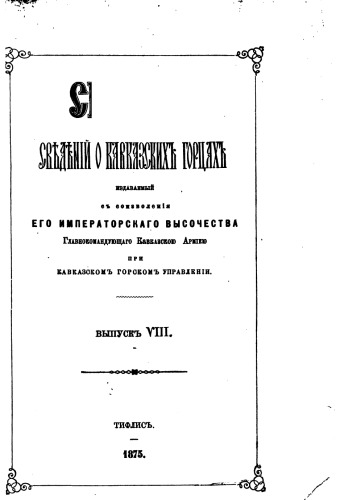 СВѢДѢНІЙ О КАВКАЗСКИХЪ ГОРЦАХЪ
ИЗДАВАЕМЫЙ
СЪ СОИЗВОЛЕНІЯ
ЕГО ИМПЕРАТОРСКАГО ВЫСОЧЕСТВА
ГЛАВНОКОМАНДУЮЩАГО КАВКАЗСКОЮ АРМІЕЮ
ПРИ
КАВКАЗСКОМЪ ГОРСКОМЪ УПРАВЛЕНІИ.
ВЫПУСКЪ VIII.
ТИФЛИСЪ.
1875.